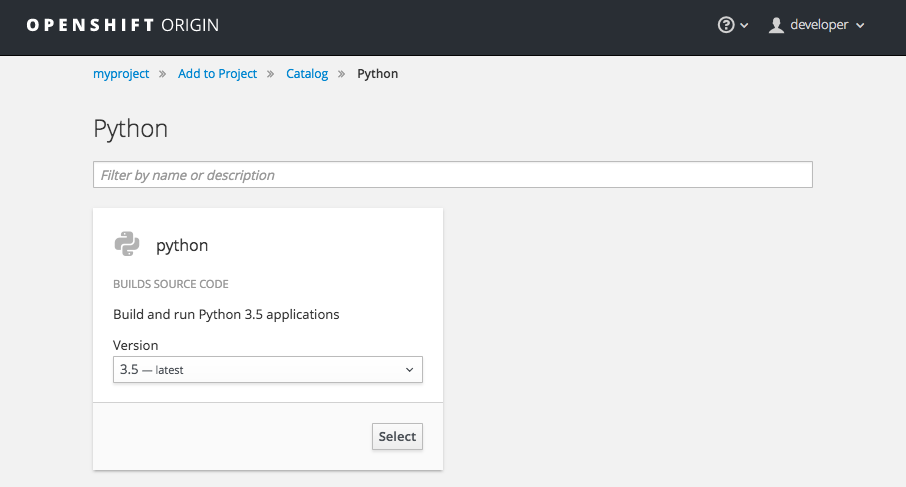 OPENSHIFT ORIGIN
developer
myproject » Add to Project » Catalog » Python
Python
Filter by name or description
python
BUILDS SOURCE CODE
Build and run Python 3.5 applications
Version
3.5 — latest
Select